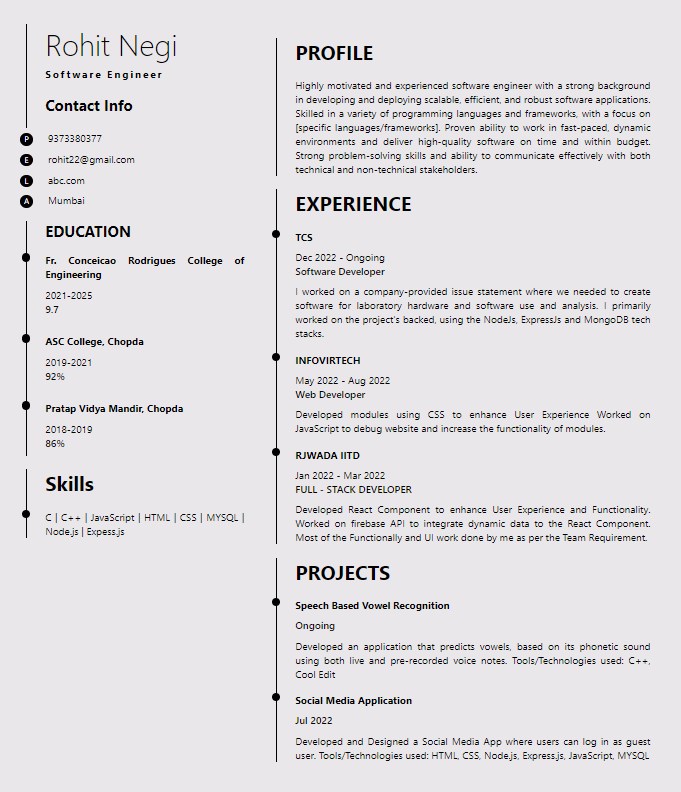 Rohit Negi
Software Engineer
Contact Info
P 9373380377
E rohit22@gmail.com
L abc.com
A Mumbai
EDUCATION
Fr. Conceicao Rodrigues College of
Engineering
2021-2025
9.7
ASC College, Chopda
2019-2021
92%
Pratap Vidya Mandir, Chopda
2018-2019
86%
Skills
C | C++ | JavaScript | HTML | CSS | MYSQL |
Node.js | Expess.js
PROFILE
Highly motivated and experienced software engineer with a strong background
in developing and deploying scalable, efficient, and robust software applications.
Skilled in a variety of programming languages and frameworks, with a focus on
[specific languages/frameworks]. Proven ability to work in fast-paced, dynamic
environments and deliver high-quality software on time and within budget.
Strong problem-solving skills and ability to communicate effectively with both
technical and non-technical stakeholders.
EXPERIENCE
TCS
Dec 2022 - Ongoing
Software Developer
I worked on a company-provided issue statement where we needed to create
software for laboratory hardware and software use and analysis. I primarily
worked on the project's backed, using the NodeJs, ExpressJs and MongoDB tech
stacks.
INFOVIRTECH
May 2022 - Aug 2022
Web Developer
Developed modules using CSS to enhance User Experience Worked on
JavaScript to debug website and increase the functionality of modules.
RJWADA IITD
Jan 2022 - Mar 2022
FULL - STACK DEVELOPER
Developed React Component to enhance User Experience and Functionality.
Worked on firebase API to integrate dynamic data to the React Component.
Most of the Functionally and UI work done by me as per the Team Requirement.
PROJECTS
Speech Based Vowel Recognition
Ongoing
Developed an application that predicts vowels, based on its phonetic sound
using both live and pre-recorded voice notes. Tools/Technologies used: C++,
Cool Edit
Social Media Application
Jul 2022
Developed and Designed a Social Media App where users can log in as guest
user. Tools/Technologies used: HTML, CSS, Node.js, Express.js, JavaScript, MYSQL